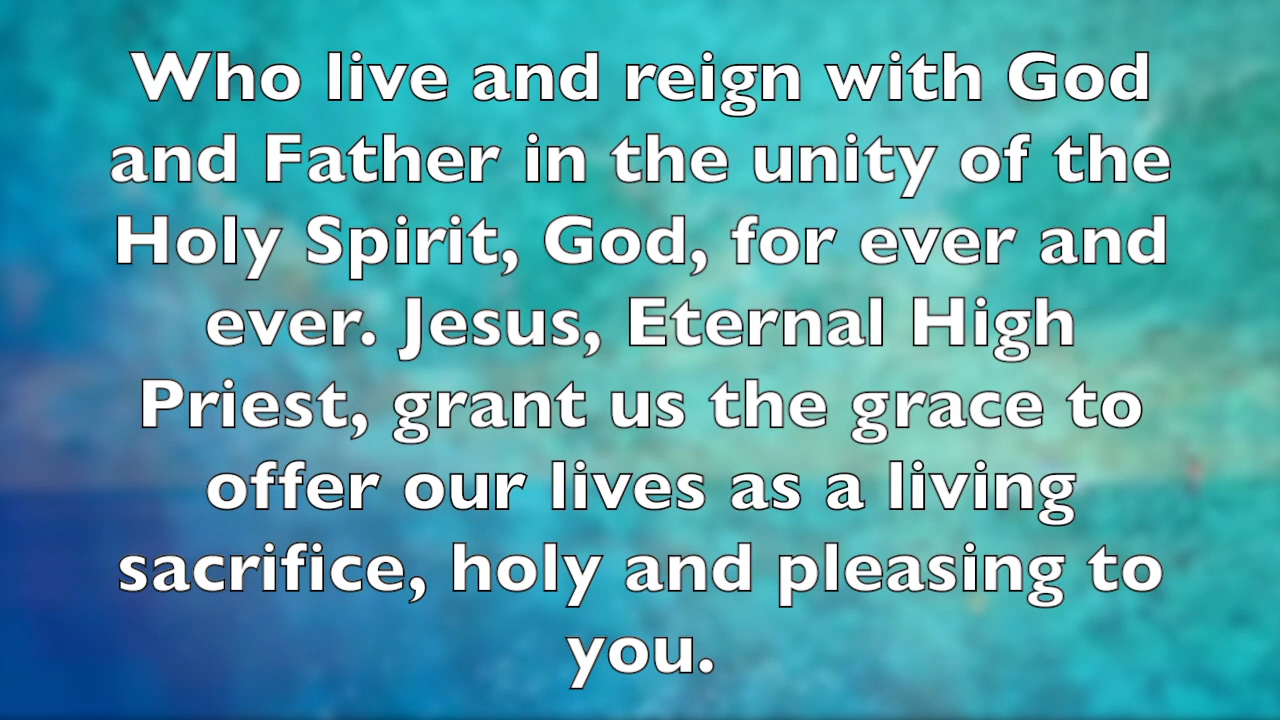 Who live and reign with God
and Father in the unity of the
Holy Spirit, God, for ever and
ever. Jesus, Eternal High
Priest, grant us the grace to
offer our lives as a living
sacrifice, holy and pleasing to
you.